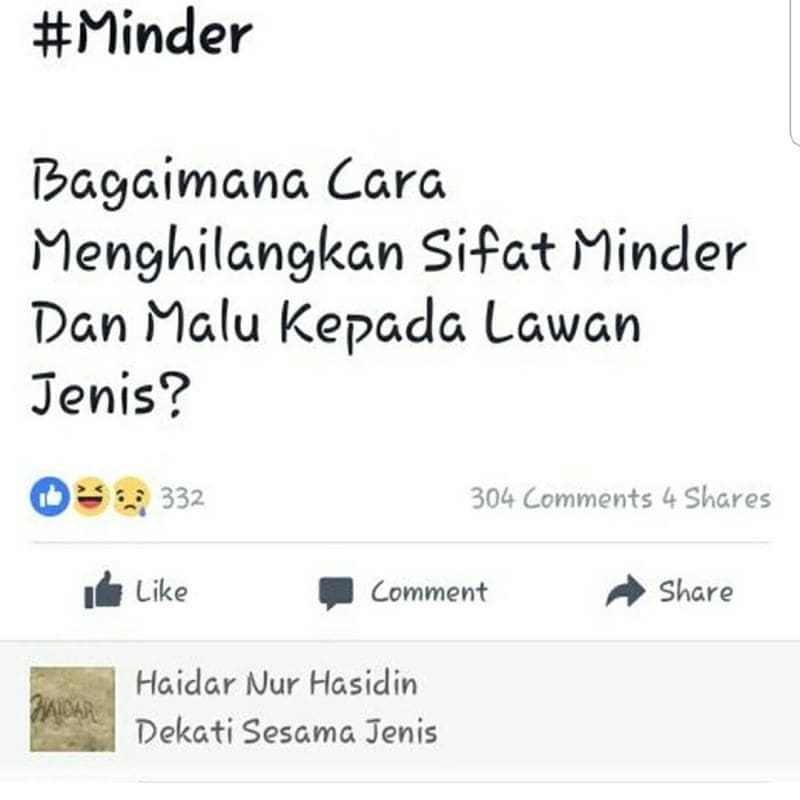 #Minder
Bagaimana Cara
Menghilangkan Sifat Minder
Dan Malu Kepada Lawan
Jenis?
332
304 Comments 4 Shares
Like
Comment
Share
Haidar Nur Hasidin
HAIDAR
Dekati Sesama Jenis